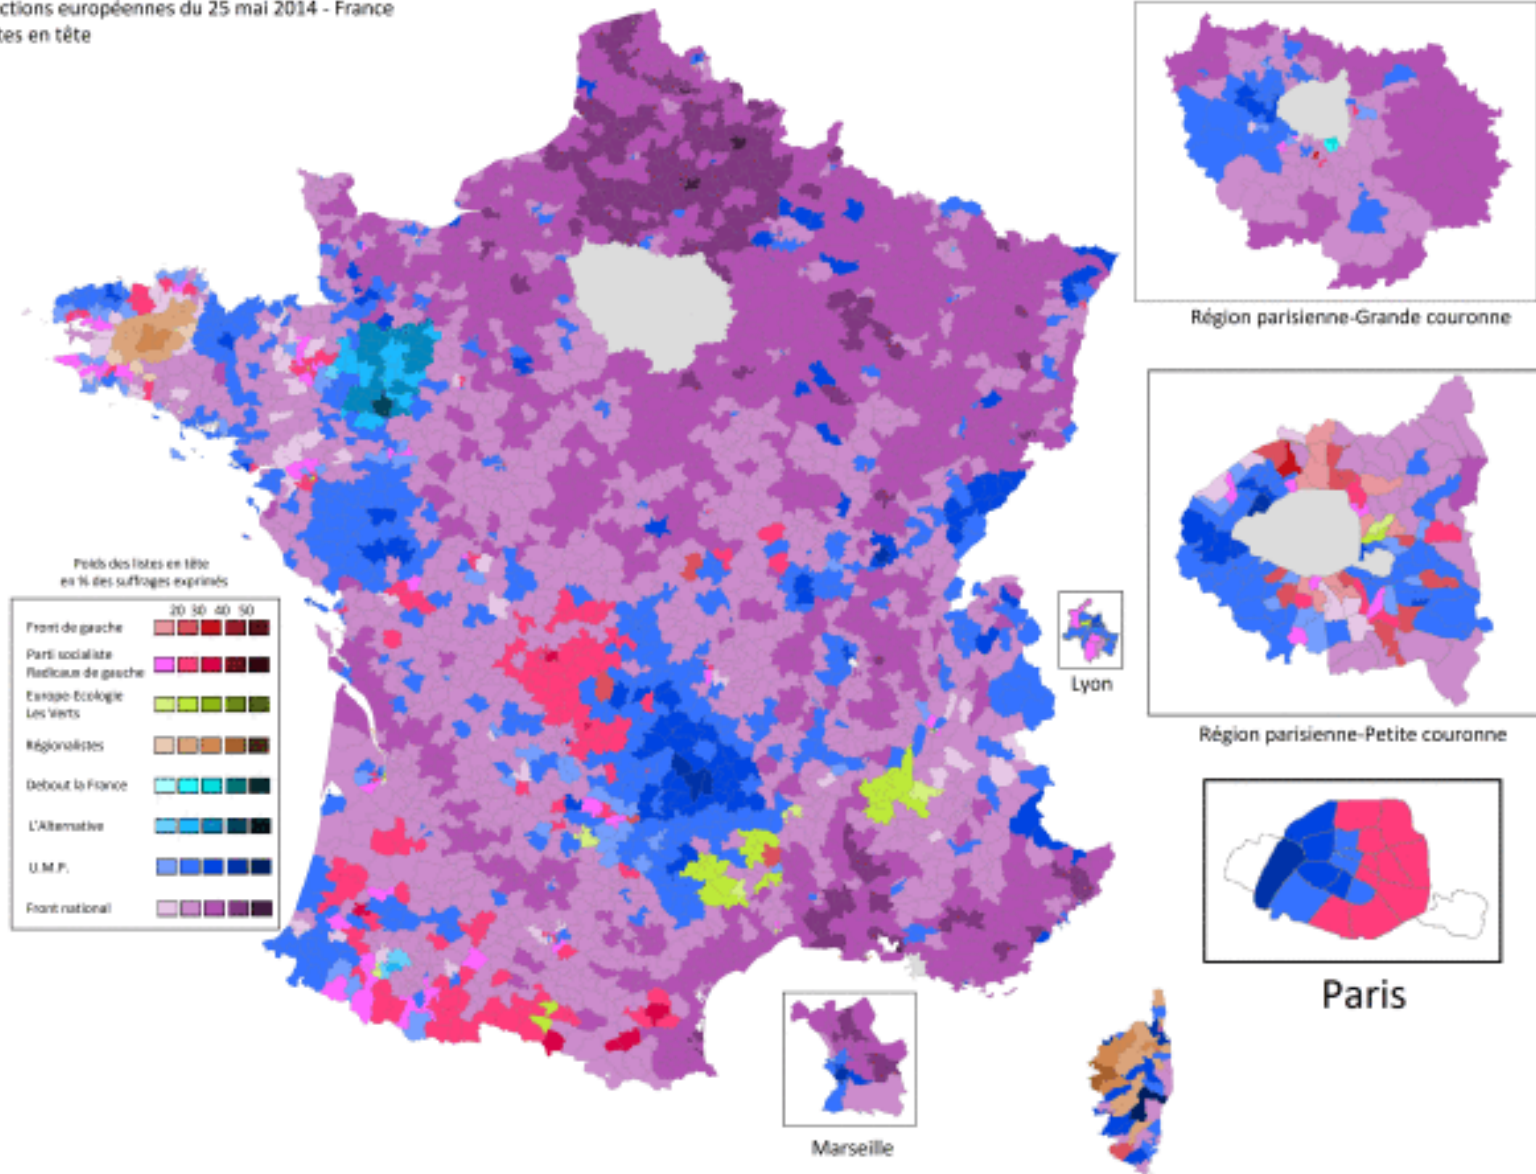 ctions européennes du 25 mai 2014 - France
tes en tête
Région parisienne-Grande couronne
Poids des listes en tête
en % des suffrages exprimés
20 30 40 50
Front de gauche
Parti socialiste
Radicaux de gauche
Europe-Ecologie
Les Verts
Régionalistes
Debout la France
L'Alternative
U.M.P.
Front national
Lyon
Région parisienne-Petite couronne
Paris
Marseille